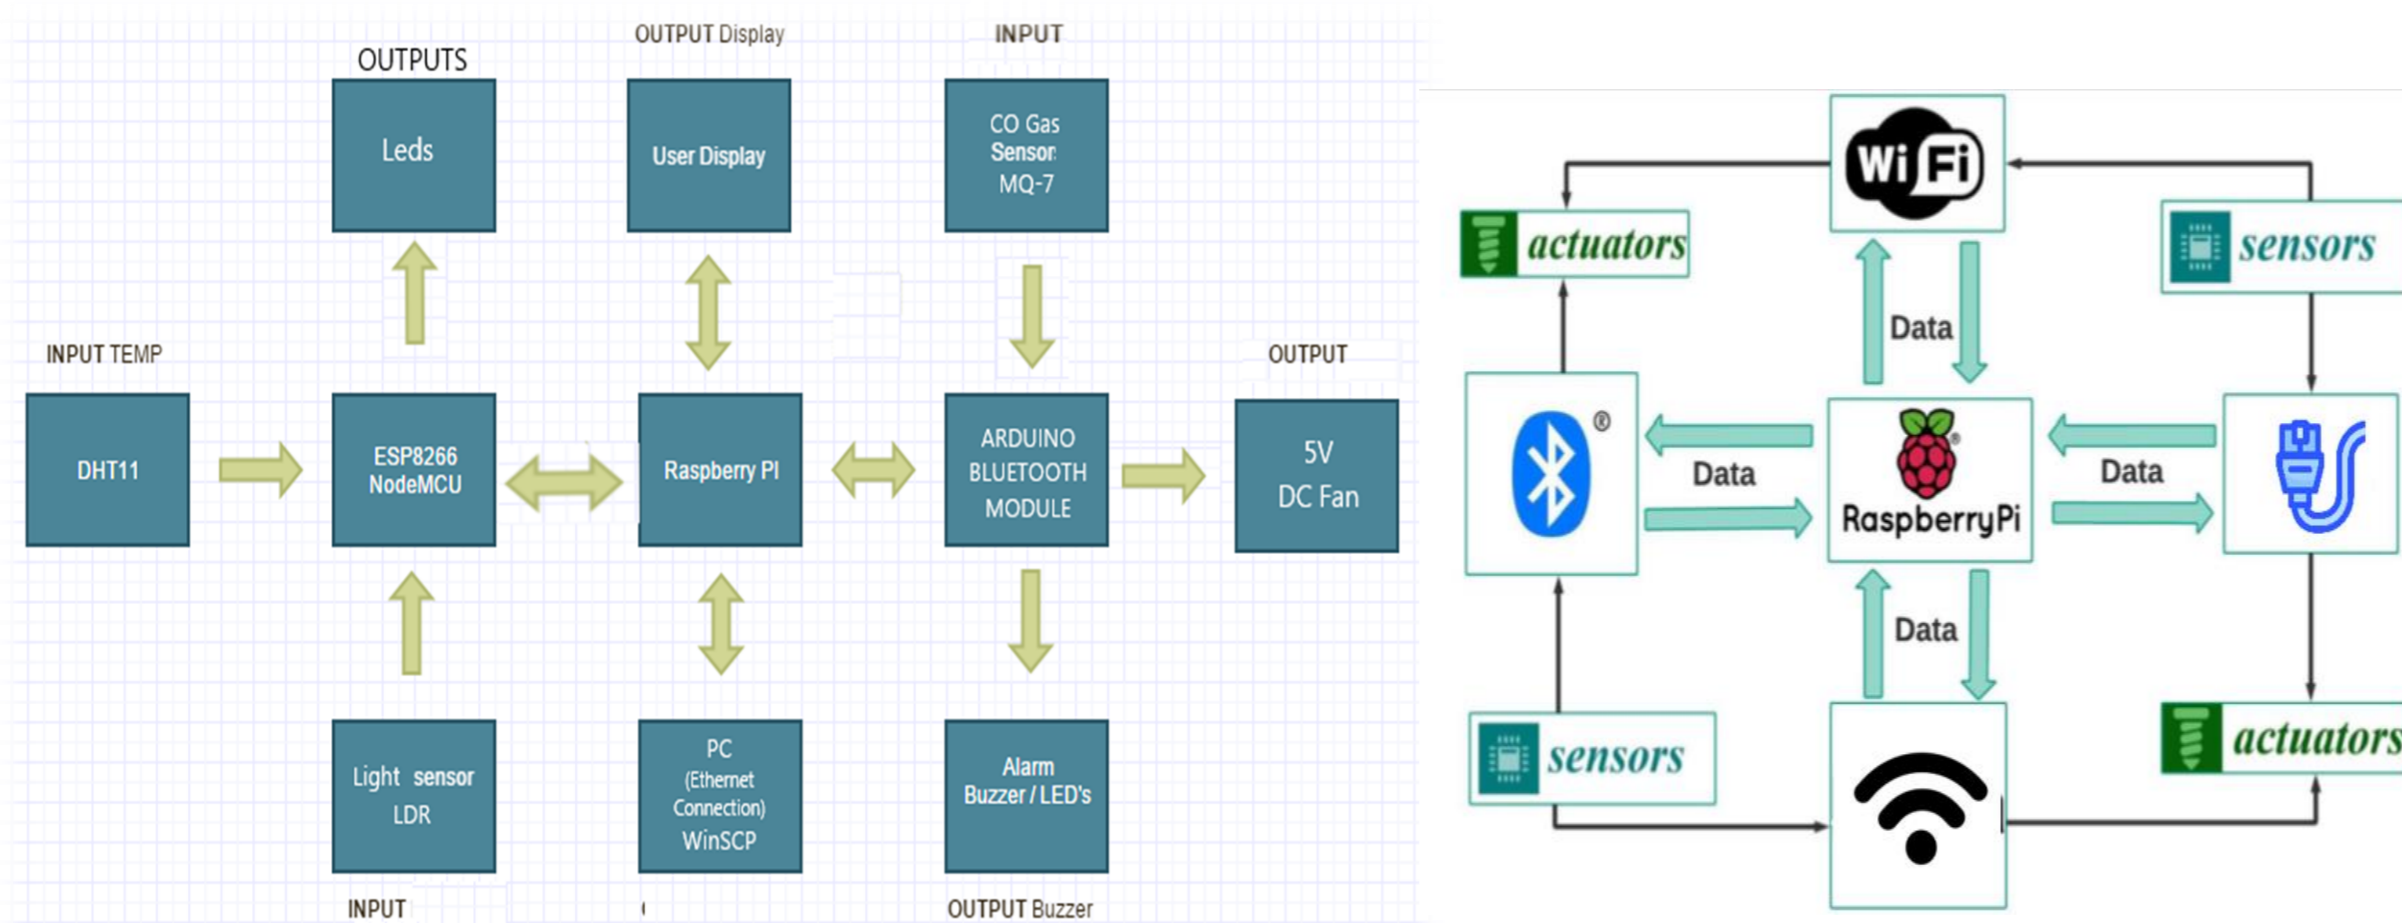 OUTPUTS
OUTPUT Display
INPUT
Leds
User Display
CO Gas
Sensor
MQ-7
INPUT TEMP
OUTPUT
DHT11
ESP8266
NodeMCU
Raspberry PI
ARDUINO
BLUETOOTH
MODULE
5V
DC Fan
Light sensor
LDR
PC
(Ethernet
Connection)
WinSCP
Alarm
Buzzer / LED's
INPUT
OUTPUT Buzzer
WiFi
actuators
sensors
Data
®
Data
®
RaspberryPi
Data
Data
sensors
actuators